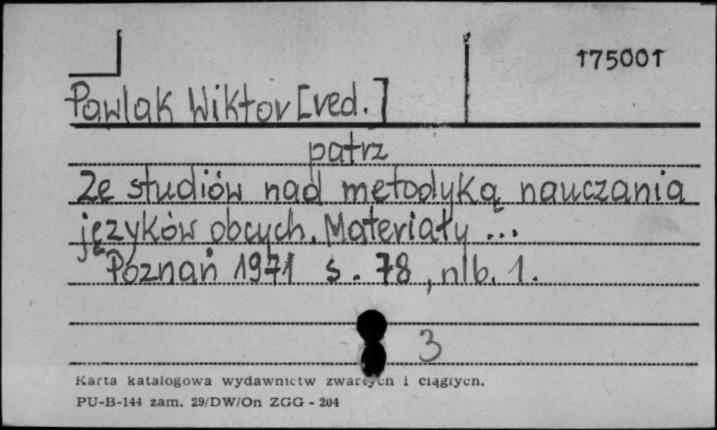 175001
Pawlak Wiktor [red.]
patrz
Ze studiów nad metodyką nauczania
języków obcych. Materiały ...
Poznań 1971 s. 78, nlb. 1.
3
Karta katalogowa wydawnictw zwartych i ciągłych.
PU-B-144 zam. 29/DW/On ZGG - 204